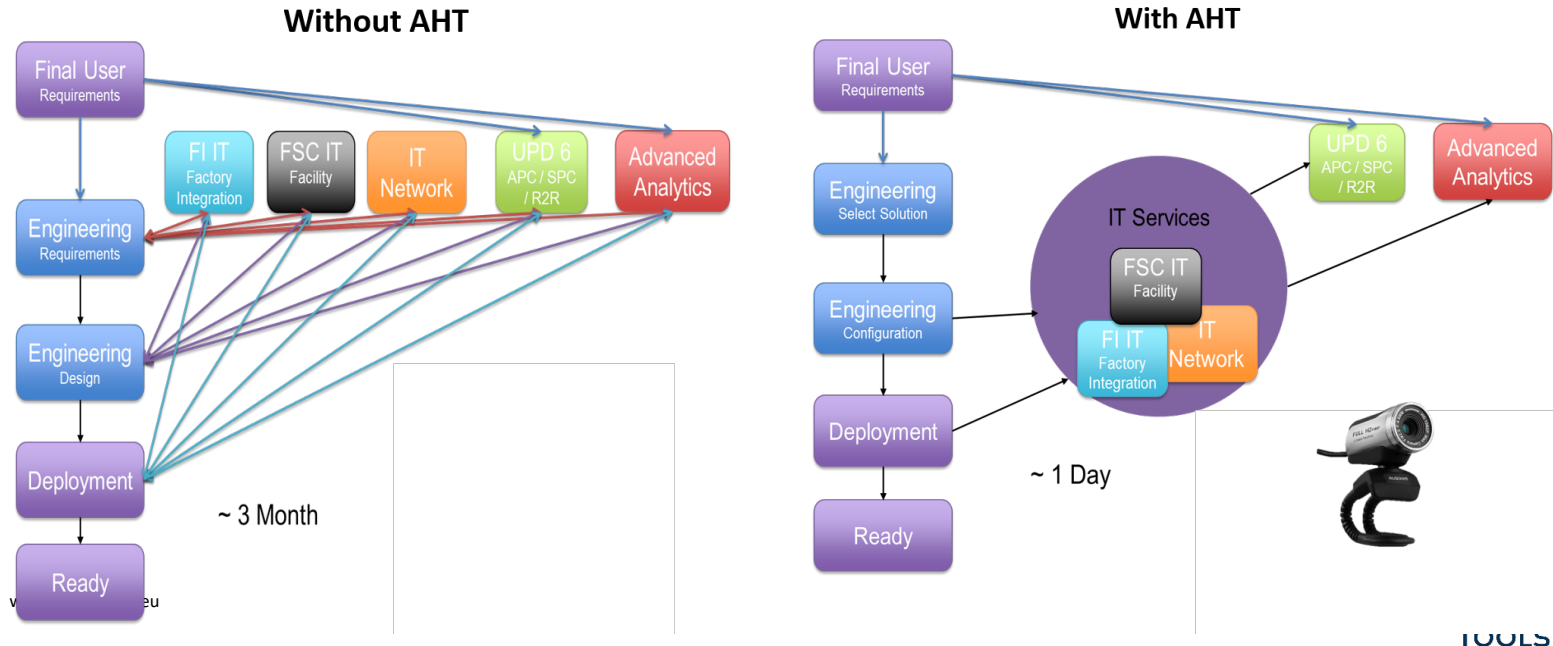 Without AHT
Final User
Requirements
FI IT
Factory
Integration
FSC IT
Facility
IT
Network
UPD 6
APC / SPC
/ R2R
Advanced
Analytics
Engineering
Requirements
Engineering
Design
Deployment
~ 3 Month
Ready
eu
With AHT
Final User
Requirements
UPD 6
APC / SPC
/ R2R
Advanced
Analytics
Engineering
Select Solution
IT Services
FSC IT
Facility
Engineering
Configuration
FI IT
Factory
Integration
IT
Network
Deployment
~ 1 Day
FULL HD
Ready
TOOLS